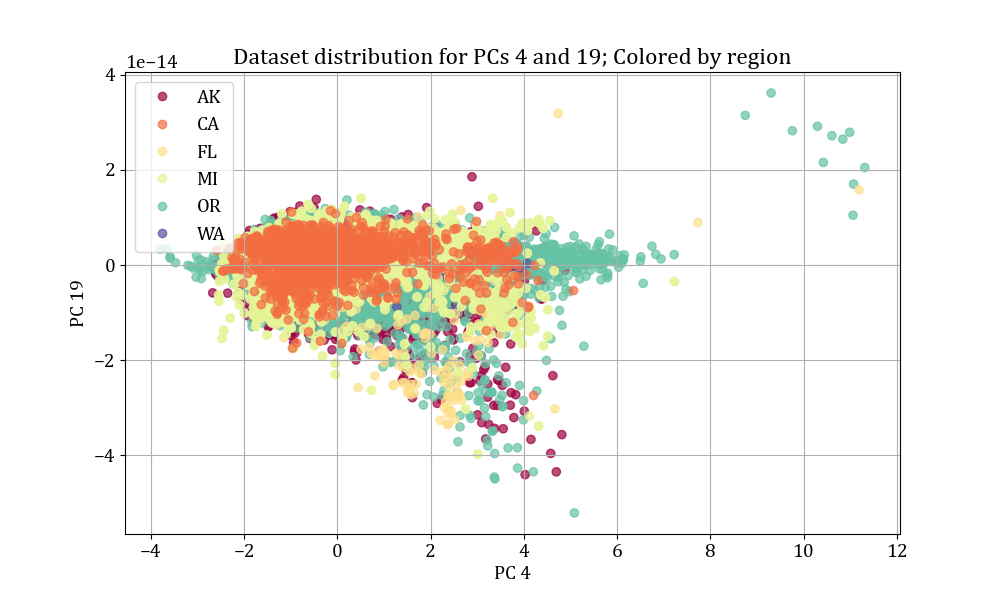 Dataset distribution for PCs 4 and 19; Colored by region
1e−14
4
2
0
−2
−4
PC 19
AK
CA
FL
MI
OR
WA
−4
−2
0
2
4
6
8
10
12
PC 4